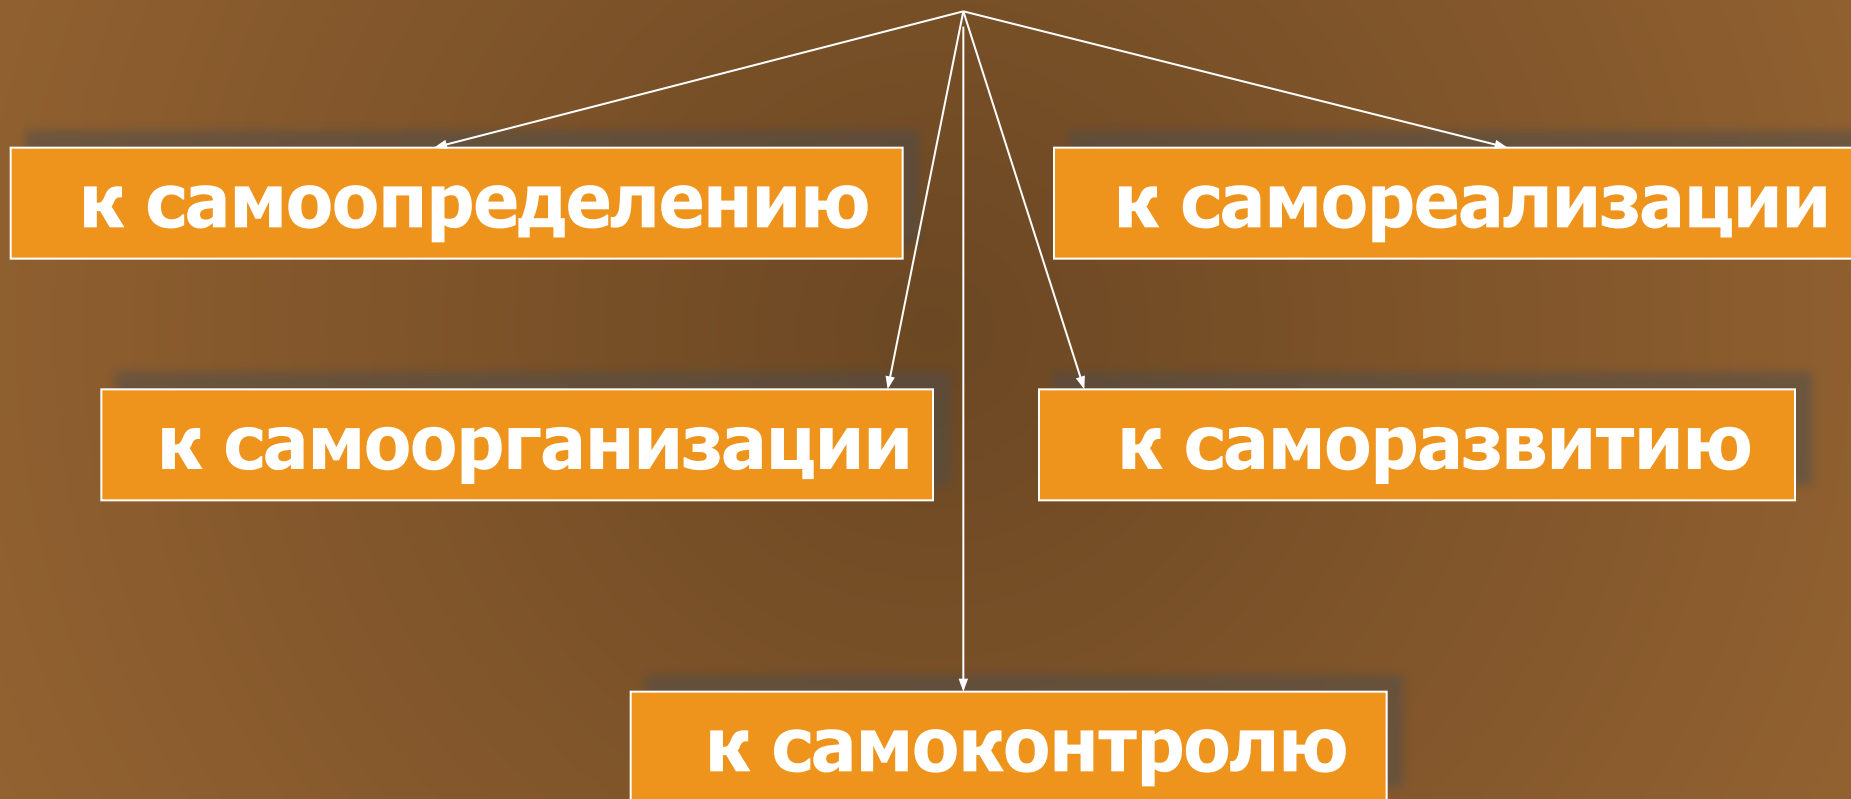 к самоопределению
к самореализации
к самоорганизации
к саморазвитию
к самоконтролю